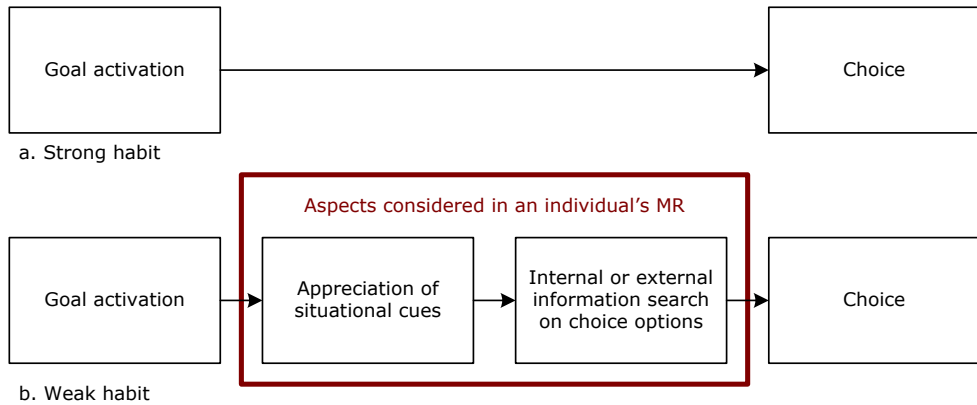 Goal activation
Choice
a. Strong habit
Aspects considered in an individual’s MR
Goal activation
Appreciation of
situational cues
Internal or external
information search
on choice options
Choice
b. Weak habit